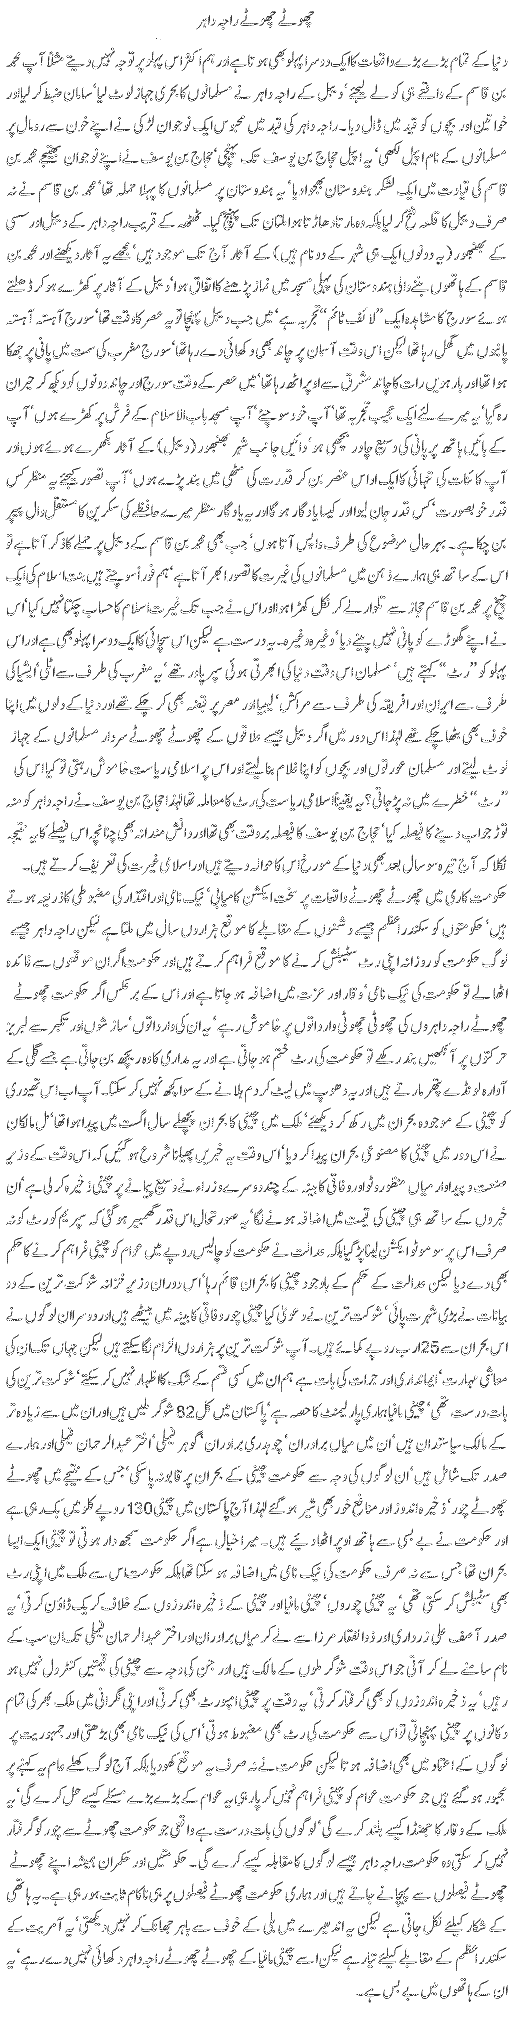 چھوٹے چھوٹے راجہ داہر
دنیا کے تمام بڑے بڑے واقعات کا ایک دوسرا پہلو بھی ہوتا ہے اور ہم اکثر اس پہلو پر توجہ نہیں دیتے مثلاً آپ محمد
بن قاسم کے واقعے ہی کو لے لیجئے‘ دیبل کے راجہ داہر نے مسلمانوں کا بحری جہاز لوٹ لیا‘ سامان ضبط کر لیا اور
خواتین اور بچوں کو قید میں ڈال دیا۔ راجہ داہر کی قید میں محبوس ایک نوجوان لڑکی نے اپنے خون سے رومال پر
مسلمانوں کے نام اپیل لکھی‘ یہ اپیل حجاج بن یوسف تک پہنچی‘ حجاج بن یوسف نے اپنے نوجوان بھتیجے محمد بن
قاسم کی قیادت میں ایک لشکر ہندوستان بھجوا دیا‘ یہ ہندوستان پر مسلمانوں کا پہلا حملہ تھا‘ محمد بن قاسم نے نہ
صرف دیبل کا قلعہ فتح کر لیا بلکہ وہ مارتا دھاڑتا ہوا ملتان تک پہنچ گیا۔ ٹھٹھہ کے قریب راجہ داہر کے دیبل اور سسی
کے بھنبھور (یہ دونوں ایک ہی شہر کے دو نام ہیں) کے آثار آج تک موجود ہیں‘ مجھے یہ آثار دیکھنے اور محمد بن
قاسم کے ہاتھوں بننے والی ہندوستان کی پہلی مسجد میں نماز پڑھنے کا اتفاق ہوا‘ دیبل کے آثار پر کھڑے ہو کر ڈھلتے
ہوئے سورج کا مشاہدہ ایک ’’لائف ٹائم‘‘ تجربہ ہے‘ میں جب دیبل پہنچا تو یہ عصر کا وقت تھا‘ سورج آہستہ آہستہ
پانیوں میں گھل رہا تھا لیکن اس وقت آسمان پر چاند بھی دکھائی دے رہا تھا‘ سورج مغرب کی سمت میں پانی پر جھکا
ہوا تھا اور بارہویں رات کا چاند مشرق سے اوپر اٹھ رہا تھا‘ میں عصر کے وقت سورج اور چاند دونوں کو دیکھ کر حیران
رہ گیا‘ یہ میرے لئے ایک عجیب تجربہ تھا‘ آپ خود سوچئے‘ آپ مسجد باب الاسلام کے فرش پر کھڑے ہوں‘ آپ
کے بائیں ہاتھ پر پانی کی وسیع چادر بچھی ہو‘ دائیں جانب شہر بھنبھور (دیبل) کے آثار بکھرے ہوئے ہوں اور
آپ کائنات کی تنہائی کا ایک اداس عنصر بن کر قدرت کی مٹھی میں بند پڑے ہوں‘ آپ تصور کیجئے یہ منظر کس
قدر خوبصورت‘ کس قدر جان لیوا اور کیسا یادگار ہو گا اور یہ یادگار منظر میرے حافظے کی سکرین کا مستقل وال پیپر
بن چکا ہے۔ بہر حال موضوع کی طرف واپس آتا ہوں‘ جب بھی محمد بن قاسم کے دیبل پر حملے کا ذکر آتا ہے تو
اس کے ساتھ ہی ہمارے ذہن میں مسلمانوں کی غیرت کا تصور ابھر آتا ہے‘ ہم فوراً سوچتے ہیں بنت اسلام کی ایک
چیخ پر محمد بن قاسم حجاز سے تلوار لے کر نکل کھڑا ہوا اور اس نے جب تک غیرت اسلام کا حساب چکتا نہیں کیا‘ اس
نے اپنے گھوڑے کو پانی نہیں پینے دیا‘ وغیرہ وغیرہ۔ یہ درست ہے لیکن اس سچائی کا ایک دوسرا پہلو بھی ہے اور اس
پہلو کو ’’رٹ‘‘ کہتے ہیں‘ مسلمان اس وقت دنیا کی ابھرتی ہوئی سپر پاور تھے‘ یہ مغرب کی طرف سے اٹلی‘ ایشیا کی
طرف سے ایران اور افریقہ کی طرف سے مراکش‘ لیبیا اور مصر پر قبضہ بھی کر چکے تھے اور دنیا کے دلوں میں اپنا
خوف بھی بٹھا چکے تھے لہٰذا اس دور میں اگر دیبل جیسے علاقوں کے چھوٹے چھوٹے سردار مسلمانوں کے جہاز
لوٹ لیتے اور مسلمان عورتوں اور بچوں کو اپنا غلام بنا لیتے اور اس پر اسلامی ریاست خاموش رہتی تو کیا اس کی
’’رٹ‘‘ خطرے میں نہ پڑ جاتی؟ یہ یقیناً اسلامی ریاست کی رٹ کا معاملہ تھا لہٰذا حجاج بن یوسف نے راجہ داہر کو منہ
توڑ جواب دینے کا فیصلہ کیا‘ حجاج بن یوسف کا فیصلہ بروقت بھی تھا اور دانش مندانہ بھی چنانچہ اس فیصلے کا یہ نتیجہ
نکلا کہ آج تیرہ سو سال بعد بھی دنیا کے مورخ اس کا حوالہ دیتے ہیں اور اسلامی غیرت کی تعریف کرتے ہیں۔
حکومت کاری میں چھوٹے چھوٹے واقعات پر سخت ایکشن کامیابی‘ نیک نامی اور اقتدار کی مضبوطی کا ذریعہ ہوتے
ہیں‘ حکومتوں کو سکندر اعظم جیسے دشمنوں کے مقابلے کا موقع ہزاروں سال میں ملتا ہے لیکن راجہ داہر جیسے
لوگ حکومت کو روزانہ اپنی رٹ سٹیبلش کرنے کا موقع فراہم کرتے ہیں اور حکومت اگر ان موقعوں سے فائدہ
اٹھا لے تو حکومت کی نیک نامی‘ وقار اور عزت میں اضافہ ہو جاتا ہے اور اس کے برعکس اگر حکومت چھوٹے
چھوٹے راجہ داہروں کی چھوٹی چھوٹی وارداتوں پر خاموش رہے‘ یہ ان کی وارداتوں‘ سازشوں اور تکبر سے لبریز
حرکتوں پر آنکھیں بند رکھے تو حکومت کی رٹ ختم ہو جاتی ہے اور یہ مداری کا وہ ریچھ بن جاتی ہے جسے گلی کے
آوارہ لونڈے پتھر مارتے ہیں اور یہ دھوپ میں لیٹ کر دم ہلانے کے سوا کچھ نہیں کر سکتا۔ آپ اب اس تھیوری
کو چینی کے موجودہ بحران میں رکھ کر دیکھئے‘ ملک میں چینی کا بحران پچھلے سال اگست میں پیدا ہوا تھا‘ مل مالکان
نے اس دور میں چینی کا مصنوعی بحران پیدا کر دیا‘ اس وقت یہ خبریں پھیلنا شروع ہو گئیں کہ اس وقت کے وزیر
صنعت و پیداوار میاں منظور وٹو اور وفاقی کابینہ کے چند دوسرے وزراء نے وسیع پیمانے پر چینی ذخیرہ کر لی ہے‘ ان
خبروں کے ساتھ ہی چینی کی قیمت میں اضافہ ہونے لگا‘ یہ صورتحال اس قدر گھمبیر ہو گئی کہ سپریم کورٹ کو نہ
صرف اس پر سوموٹو ایکشن لینا پڑ گیا بلکہ عدالت نے حکومت کو چالیس روپے میں عوام کو چینی فراہم کرنے کا حکم
بھی دے دیا لیکن عدالت کے حکم کے باوجود چینی کا بحران قائم رہا‘ اس دوران وزیر خزانہ شوکت ترین کے دو
بیانات نے بڑی شہرت پائی‘ شوکت ترین نے دعویٰ کیا چینی چور وفاقی کابینہ میں بیٹھے ہیں اور دوسرا ان لوگوں نے
اس بحران سے 25 ارب روپے کمائے ہیں۔ آپ شوکت ترین پر ہزاروں الزام لگا سکتے ہیں لیکن جہاں تک ان کی
معاشی مہارت‘ ایمانداری اور جرات کی بات ہے ہم ان میں کسی قسم کے شک کا اظہار نہیں کر سکتے‘ شوکت ترین کی
بات درست تھی‘ چینی مافیا ہماری پارلیمنٹ کا حصہ ہے‘ پاکستان میں کل 82 شوگر ملیں ہیں اور ان میں سے زیادہ تر
کے مالک سیاستدان ہیں‘ ان میں میاں برادران‘ چوہدری برادران‘ گوہر فیملی‘ اختر عبدالرحمان فیملی اور ہمارے
صدر تک شامل ہیں‘ ان لوگوں کی وجہ سے حکومت چینی کے بحران پر قابو نہ پا سکی‘ جس کے نتیجے میں چھوٹے
چھوٹے چور‘ ذخیرہ اندوز اور منافع خور بھی شیر ہو گئے لہٰذا آج پاکستان میں چینی 130 روپے کلو میں بک رہی ہے
اور حکومت نے بے بسی سے ہاتھ اوپر اٹھا دیئے ہیں۔ میرا خیال ہے اگر حکومت سمجھ دار ہوتی تو چینی ایک ایسا
بحران تھا جس سے نہ صرف حکومت کی نیک نامی میں اضافہ ہو سکتا تھا بلکہ حکومت اس سے ملک میں اپنی رٹ
بھی سٹیبلش کر سکتی تھی‘ یہ چینی چوروں‘ چینی مافیا اور چینی کے ذخیرہ اندوزوں کے خلاف کریک ڈاؤن کرتی‘ یہ
صدر آصف علی زرداری اور ذوالفقار مرزا سے لے کر میاں برادران اور اختر عبدالرحمان فیملی تک ان سب کے
نام سامنے لے کر آتی جو اس وقت شوگر ملوں کے مالک ہیں اور جن کی وجہ سے چینی کی قیمتیں کنٹرول نہیں ہو
رہیں‘ یہ ذخیرہ اندوزوں کو بھی گرفتار کرتی‘ یہ وقت پر چینی امپورٹ بھی کرتی اور اپنی نگرانی میں ملک بھر کی تمام
دکانوں پر چینی پہنچاتی تو اس سے حکومت کی رٹ بھی مضبوط ہوتی‘ اس کی نیک نامی بھی بڑھتی اور جمہوریت پر
لوگوں کے اعتماد میں بھی اضافہ ہوتا لیکن حکومت نے نہ صرف یہ موقع کھو دیا بلکہ آج لوگ کھلے عام یہ کہنے پر
مجبور ہو گئے ہیں جو حکومت عوام کو چینی فراہم نہیں کر پا رہی یہ عوام کے بڑے بڑے مسئلے کیسے حل کرے گی‘ یہ
ملک کے وقار کا جھنڈا کیسے بلند کرے گی‘ لوگوں کی بات درست ہے واقعی جو حکومت چھوٹے سے چور کو گرفتار
نہیں کر سکتی وہ حکومت راجہ داہر جیسے لوگوں کا مقابلہ کیسے کرے گی۔ حکومتیں اور حکمران ہمیشہ اپنے چھوٹے
چھوٹے فیصلوں سے پہچانے جاتے ہیں اور ہماری حکومت چھوٹے فیصلوں پر ہی ناکام ثابت ہو رہی ہے۔ یہ ہاتھی
کے شکار کیلئے نکل جاتی ہے لیکن یہ اندھیرے میں بلی کے خوف سے باہر جھانک کر نہیں دیکھتی‘ یہ آمریت کے
سکندر اعظم کے مقابلے کیلئے تیار ہے لیکن اسے چینی مافیا کے چھوٹے چھوٹے راجہ داہر دکھائی نہیں دے رہے‘ یہ
ان کے ہاتھوں میں بے بس ہے۔